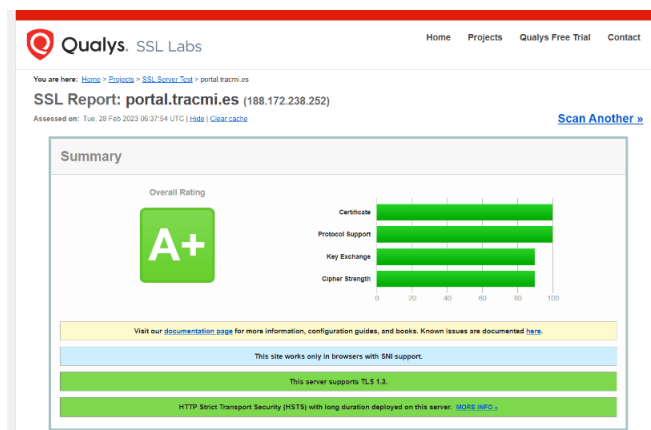 Qualys. SSL Labs
Home Projects Qualys Free Trial Contact
You are here: Home > Projects > SSL Server Test > portal.tracmi.es
SSL Report: portal.tracmi.es (188.172.238.252)
Assessed on: Tue, 28 Feb 2023 06:37:54 UTC | Hide | Clear cache
Scan Another »
Summary
Overall Rating
A+
Certificate
Protocol Support
Key Exchange
Cipher Strength
0 20 40 60 80 100
Visit our documentation page for more information, configuration guides, and books. Known issues are documented here.
This site works only in browsers with SNI support.
This server supports TLS 1.3.
HTTP Strict Transport Security (HSTS) with long duration deployed on this server. MORE INFO »